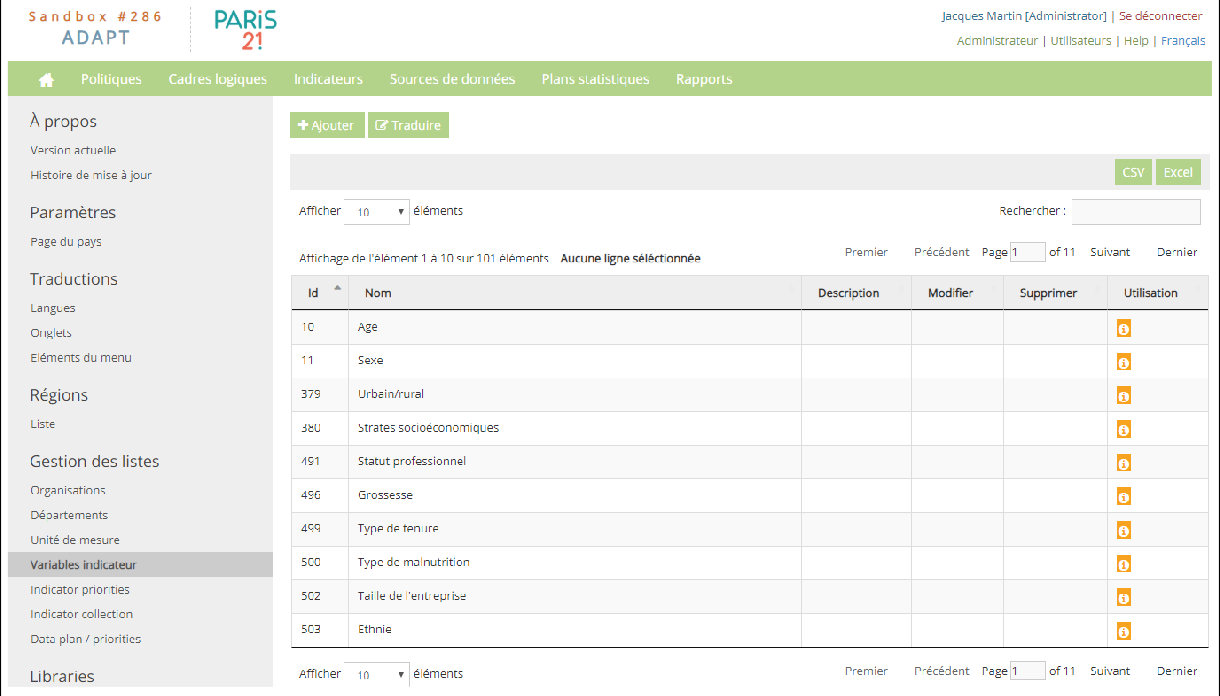 Sandbox #286
ADAPT
PARiS
21
Jacques Martin [Administrator] | Se déconnecter
Administrateur | Utilisateurs | Help | Français
Politiques Cadres logiques Indicateurs Sources de données Plans statistiques Rapports
À propos
Version actuelle
Histoire de mise à jour
Paramètres
Page du pays
Traductions
Langues
Onglets
Eléments du menu
Régions
Liste
Gestion des listes
Organisations
Départements
Unité de mesure
Variables indicateur
Indicator priorities
Indicator collection
Data plan / priorities
Libraries
Ajouter Traduire
CSV Excel
Afficher 10 éléments Rechercher :
Affichage de l'élément 1 à 10 sur 101 éléments Aucune ligne séléctionnée Premier Précédent Page 1 of 11 Suivant Dernier
Id Nom Description Modifier Supprimer Utilisation
10 Age
11 Sexe
379 Urbain/rural
380 Strates socioéconomiques
491 Statut professionnel
496 Grossesse
499 Type de tenure
500 Type de malnutrition
502 Taille de l'entreprise
503 Ethnie
Afficher 10 éléments Premier Précédent Page 1 of 11 Suivant Dernier